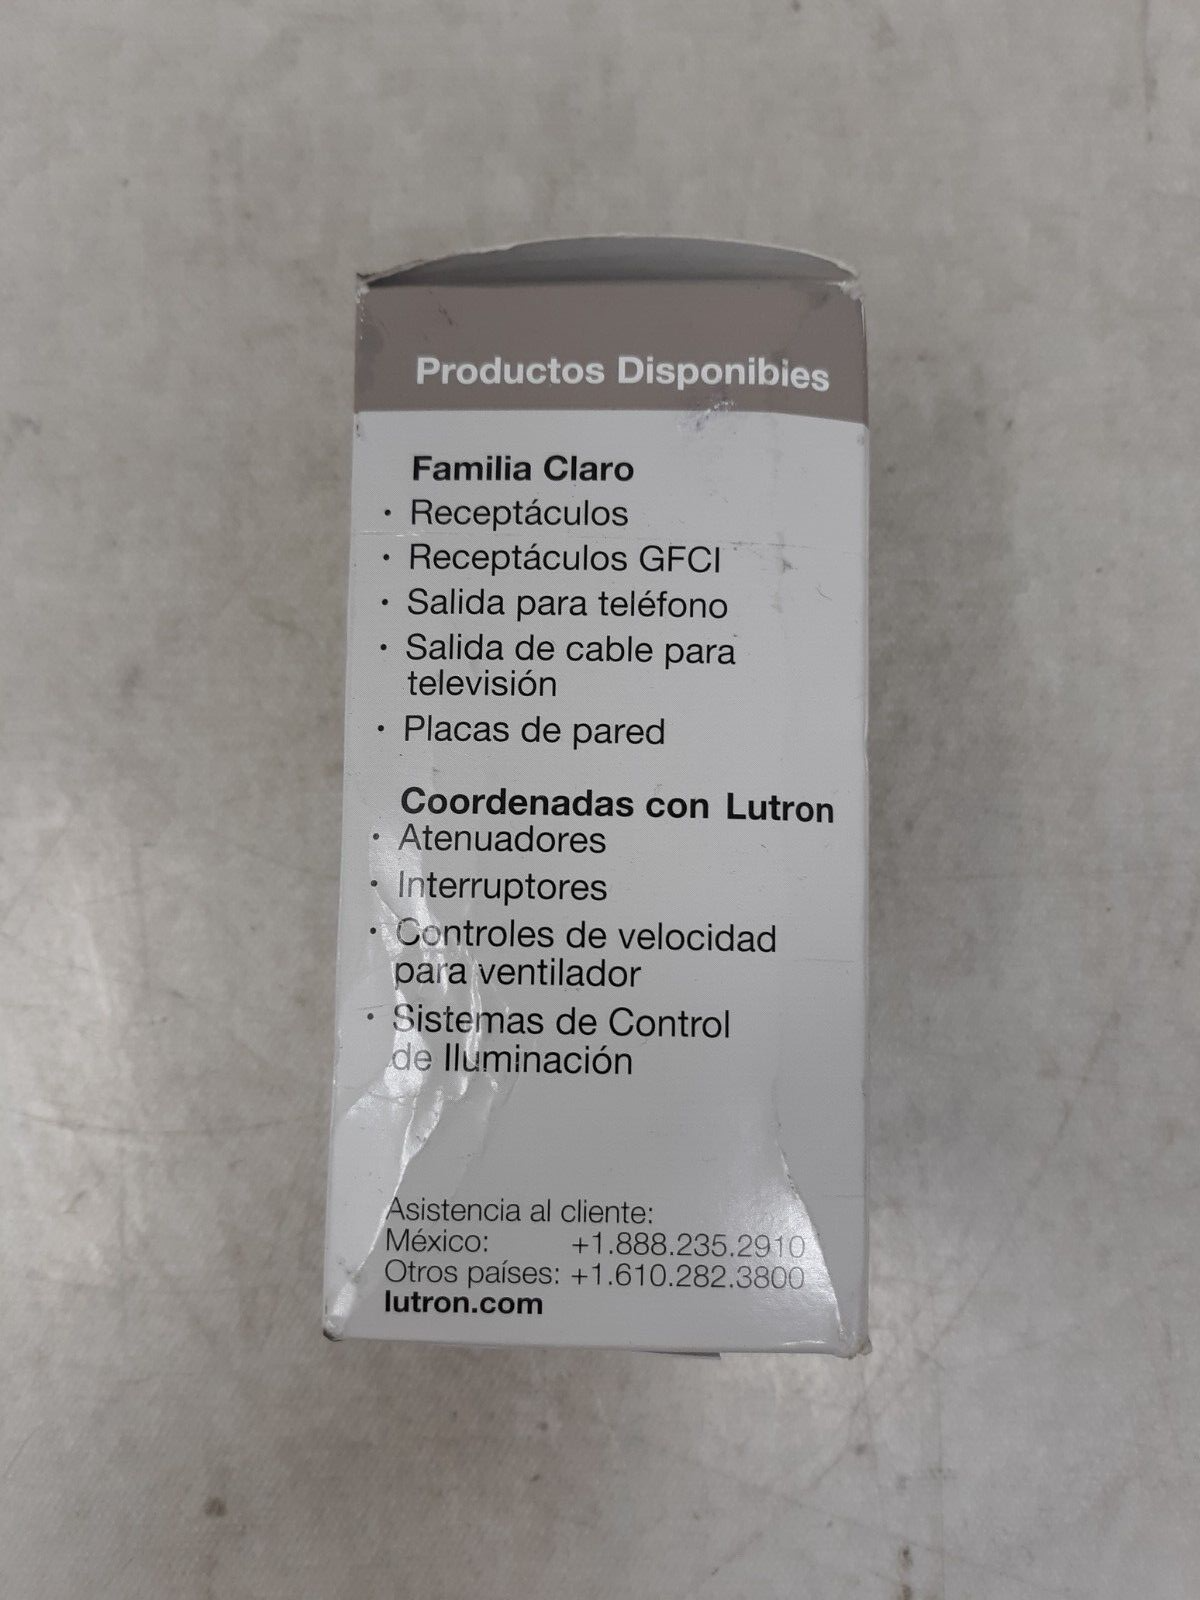 Productos Disponibles
Familia Claro
· Receptáculos
· Receptáculos GFCI
· Salida para teléfono
· Salida de cable para
televisión
· Placas de pared
Coordenadas con Lutron
· Atenuadores
· Interruptores
· Controles de velocidad
para ventilador
· Sistemas de Control
de Iluminación
Asistencia al cliente:
México: +1.888.235.2910
Otros países: +1.610.282.3800
lutron.com